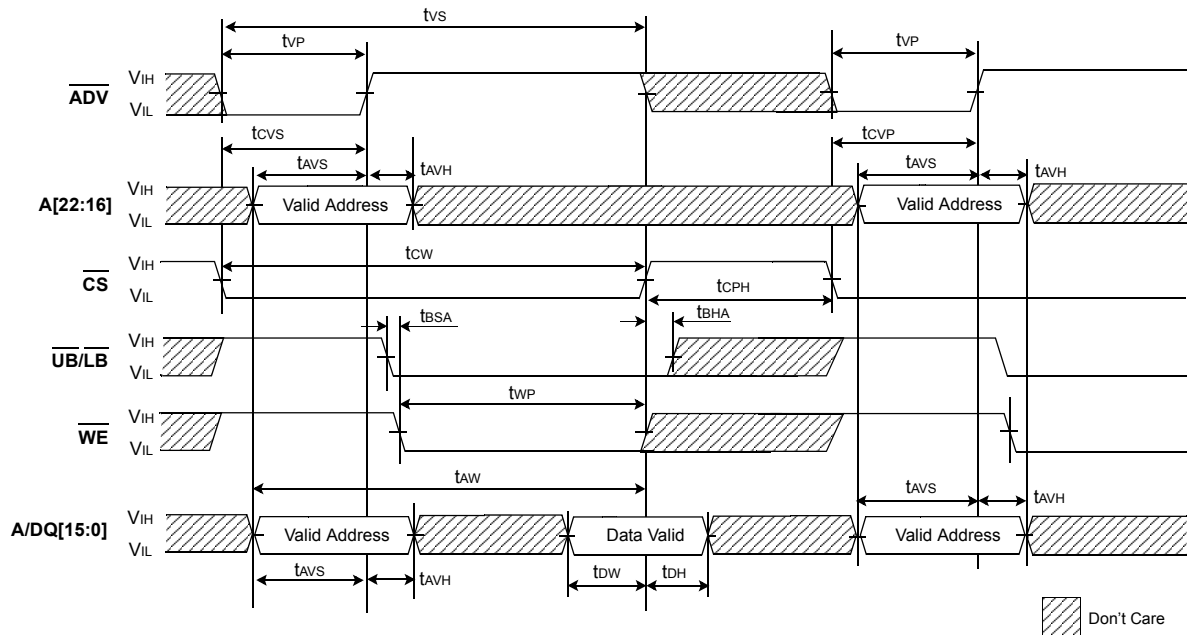 tVS
tVP
tVP
ADV
VIH
VIL
tCVS
tCVP
tAVS
tAVH
tAVS
tAVH
A[22:16]
VIH
VIL
Valid Address
Valid Address
CS
VIH
VIL
tCW
tCPH
tBSA
tBHA
UB/LB
VIH
VIL
tWP
WE
VIH
VIL
tAW
tAVS
tAVH
A/DQ[15:0]
VIH
VIL
Valid Address
Data Valid
Valid Address
tAVS
tAVH
tDW
tDH
Don't Care